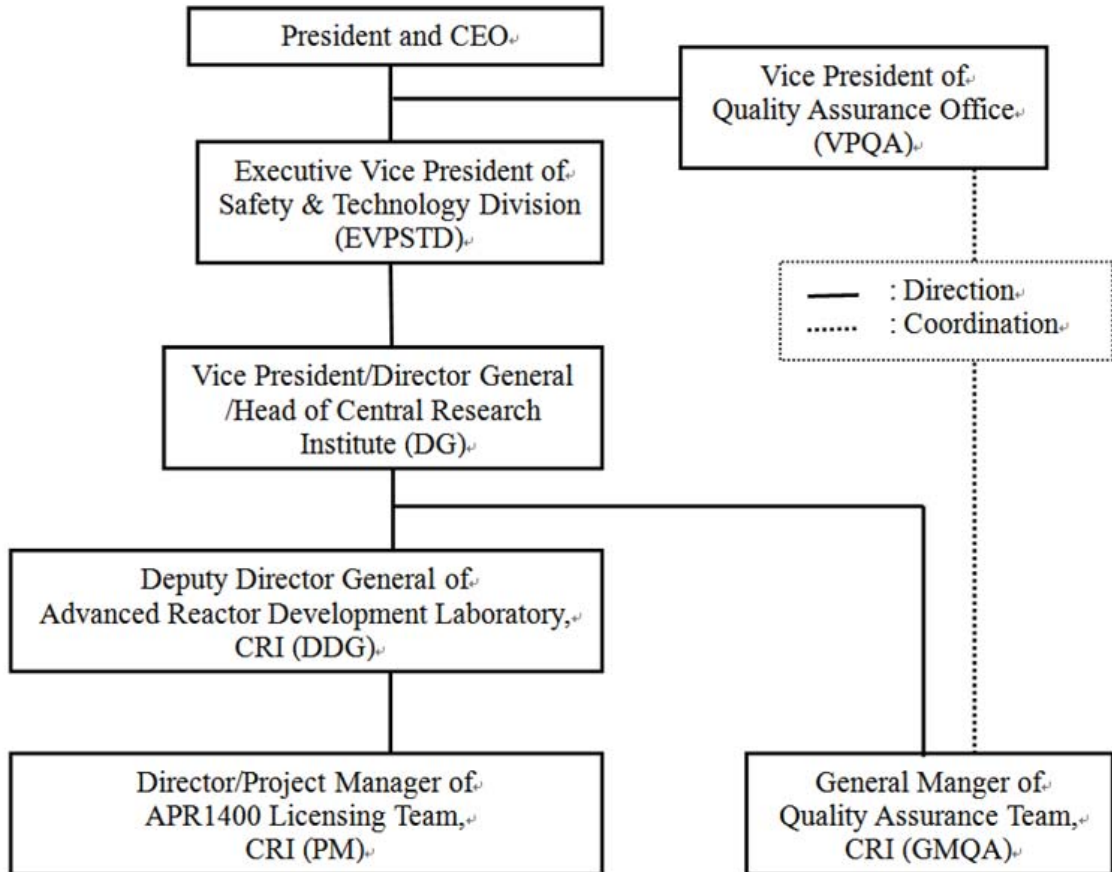 President and CEO
Vice President of
Quality Assurance Office
(VPQA)
Executive Vice President of
Safety & Technology Division
(EVPSTD)
: Direction
: Coordination
Vice President/Director General
/Head of Central Research
Institute (DG)
Deputy Director General of
Advanced Reactor Development Laboratory,
CRI (DDG)
Director/Project Manager of
APR1400 Licensing Team,
CRI (PM)
General Manger of
Quality Assurance Team,
CRI (GMQA)